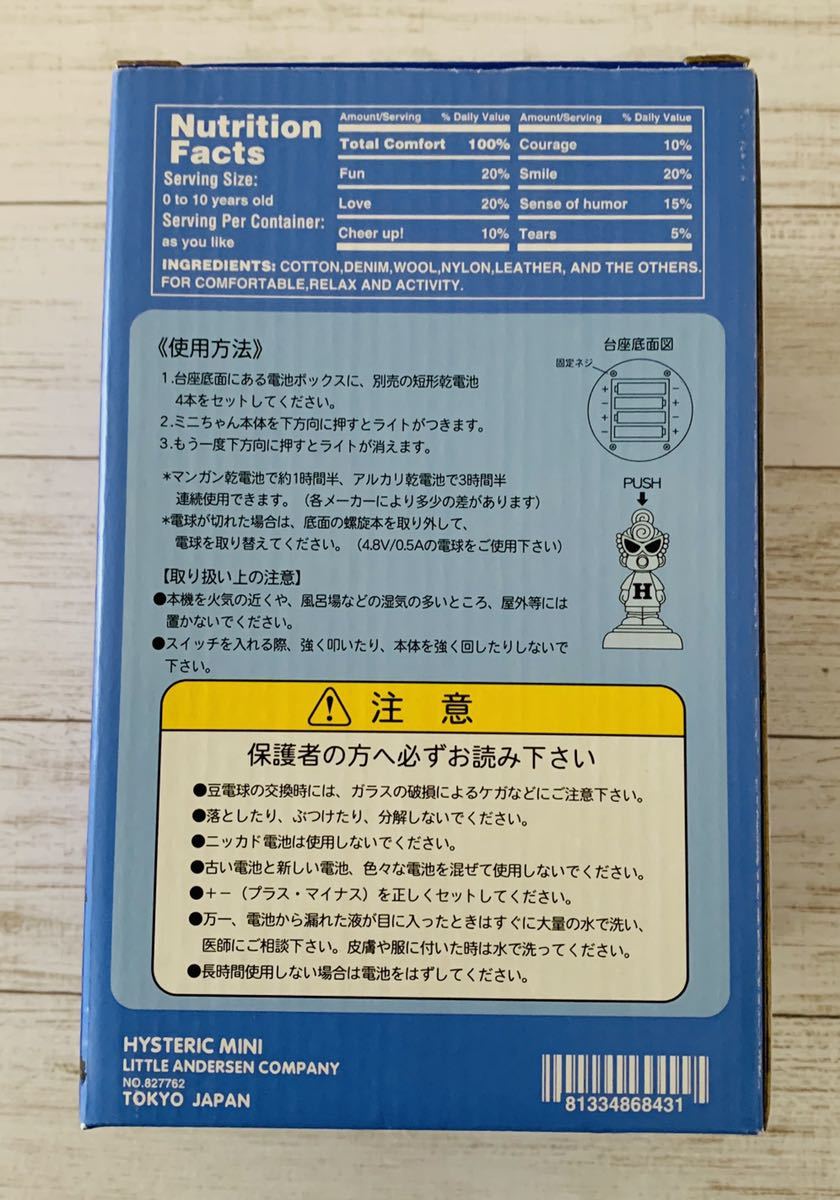 Nutrition
Facts
Serving Size:
0 to 10 years old
Serving Per Container:
as you like
Amount/Serving % Daily Value
Total Comfort 100%
Fun 20%
Love 20%
Cheer up! 10%
Amount/Serving % Daily Value
Courage 10%
Smile 20%
Sense of humor 15%
Tears 5%
INGREDIENTS: COTTON,DENIM,WOOL,NYLON,LEATHER, AND THE OTHERS.
FOR COMFORTABLE,RELAX AND ACTIVITY.
《使用方法》
1.台座底面にある電池ボックスに、別売の短形乾電池
4本をセットしてください。
2.ミニちゃん本体を下方向に押すとライトがつきます。
3.もう一度下方向に押すとライトが消えます。
*マンガン乾電池で約1時間半、アルカリ乾電池で3時間半
連続使用できます。（各メーカーにより多少の差があります）
*電球が切れた場合は、底面の螺旋本を取り外して、
電球を取り替えてください。（4.8V/0.5Aの電球をご使用下さい）
台座底面図
固定ネジ
+ −
+ −
+ −
− +
PUSH
H
【取り扱い上の注意】
●本機を火気の近くや、風呂場などの湿気の多いところ、屋外等には
置かないでください。
●スイッチを入れる際、強く叩いたり、本体を強く回したりしないで
下さい。
注 意
保護者の方へ必ずお読み下さい
●豆電球の交換時には、ガラスの破損によるケガなどにご注意下さい。
●落としたり、ぶつけたり、分解しないでください。
●ニッカド電池は使用しないでください。
●古い電池と新しい電池、色々な電池を混ぜて使用しないでください。
●＋−（プラス・マイナス）を正しくセットしてください。
●万一、電池から漏れた液が目に入ったときはすぐに大量の水で洗い、
医師にご相談下さい。皮膚や服に付いた時は水で洗ってください。
●長時間使用しない場合は電池をはずしてください。
HYSTERIC MINI
LITTLE ANDERSEN COMPANY
NO.827762
TOKYO JAPAN
81334868431